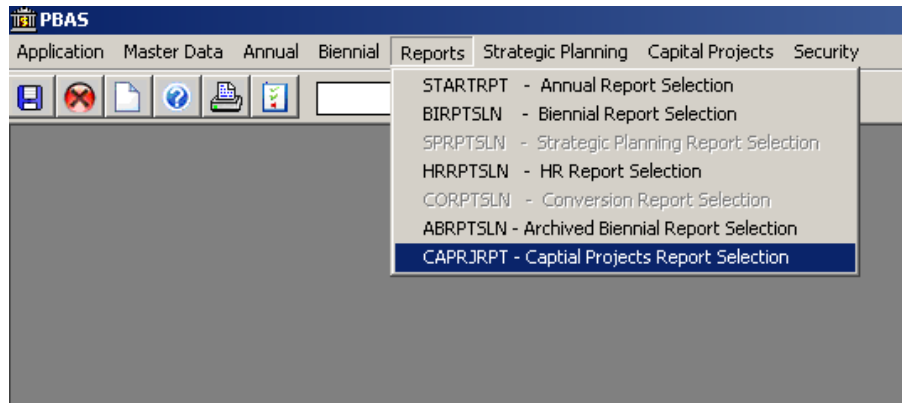 PBAS
Application Master Data Annual Biennial Reports Strategic Planning Capital Projects Security
STARTRPT - Annual Report Selection
BIRPTSLN - Biennial Report Selection
SPRPTSLN - Strategic Planning Report Selection
HRRPTSLN - HR Report Selection
CORPTSLN - Conversion Report Selection
ABRPTSLN - Archived Biennial Report Selection
CAPRJRPT - Captial Projects Report Selection